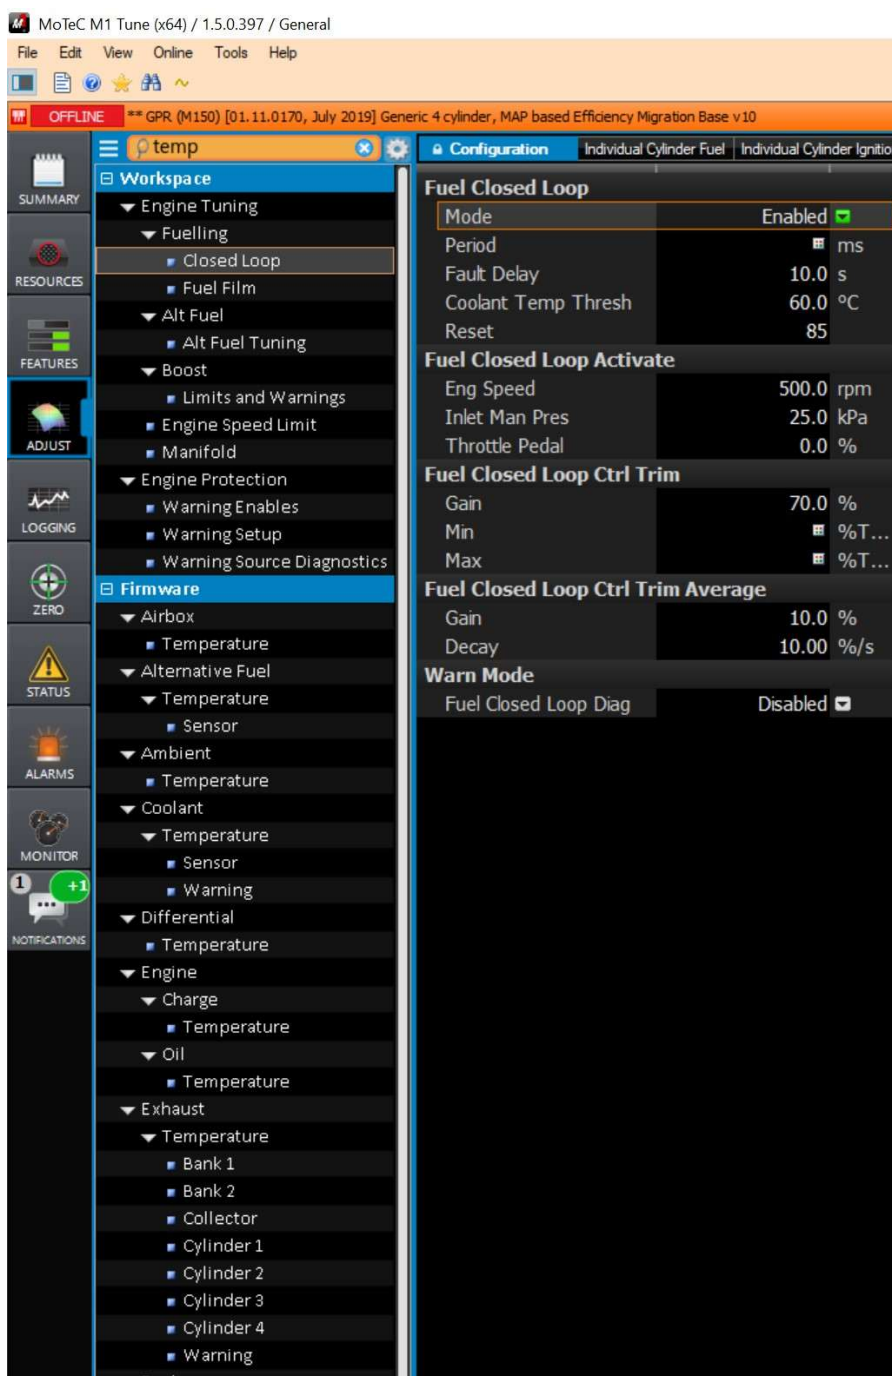 MoTeC M1 Tune (x64) / 1.5.0.397 / General
File Edit View Online Tools Help
OFFLINE ** GPR (M150) [01.11.0170, July 2019] Generic 4 cylinder, MAP based Efficiency Migration Base v10
temp
Configuration Individual Cylinder Fuel Individual Cylinder Ignitio
SUMMARY
RESOURCES
FEATURES
ADJUST
LOGGING
ZERO
STATUS
ALARMS
MONITOR
1 +1
NOTIFICATIONS
Workspace
Engine Tuning
Fuelling
Closed Loop
Fuel Film
Alt Fuel
Alt Fuel Tuning
Boost
Limits and Warnings
Engine Speed Limit
Manifold
Engine Protection
Warning Enables
Warning Setup
Warning Source Diagnostics
Firmware
Airbox
Temperature
Alternative Fuel
Temperature
Sensor
Ambient
Temperature
Coolant
Temperature
Sensor
Warning
Differential
Temperature
Engine
Charge
Temperature
Oil
Temperature
Exhaust
Temperature
Bank 1
Bank 2
Collector
Cylinder 1
Cylinder 2
Cylinder 3
Cylinder 4
Warning
Fuel Closed Loop
Mode Enabled
Period ms
Fault Delay 10.0 s
Coolant Temp Thresh 60.0 °C
Reset 85
Fuel Closed Loop Activate
Eng Speed 500.0 rpm
Inlet Man Pres 25.0 kPa
Throttle Pedal 0.0 %
Fuel Closed Loop Ctrl Trim
Gain 70.0 %
Min %T...
Max %T...
Fuel Closed Loop Ctrl Trim Average
Gain 10.0 %
Decay 10.00 %/s
Warn Mode
Fuel Closed Loop Diag Disabled